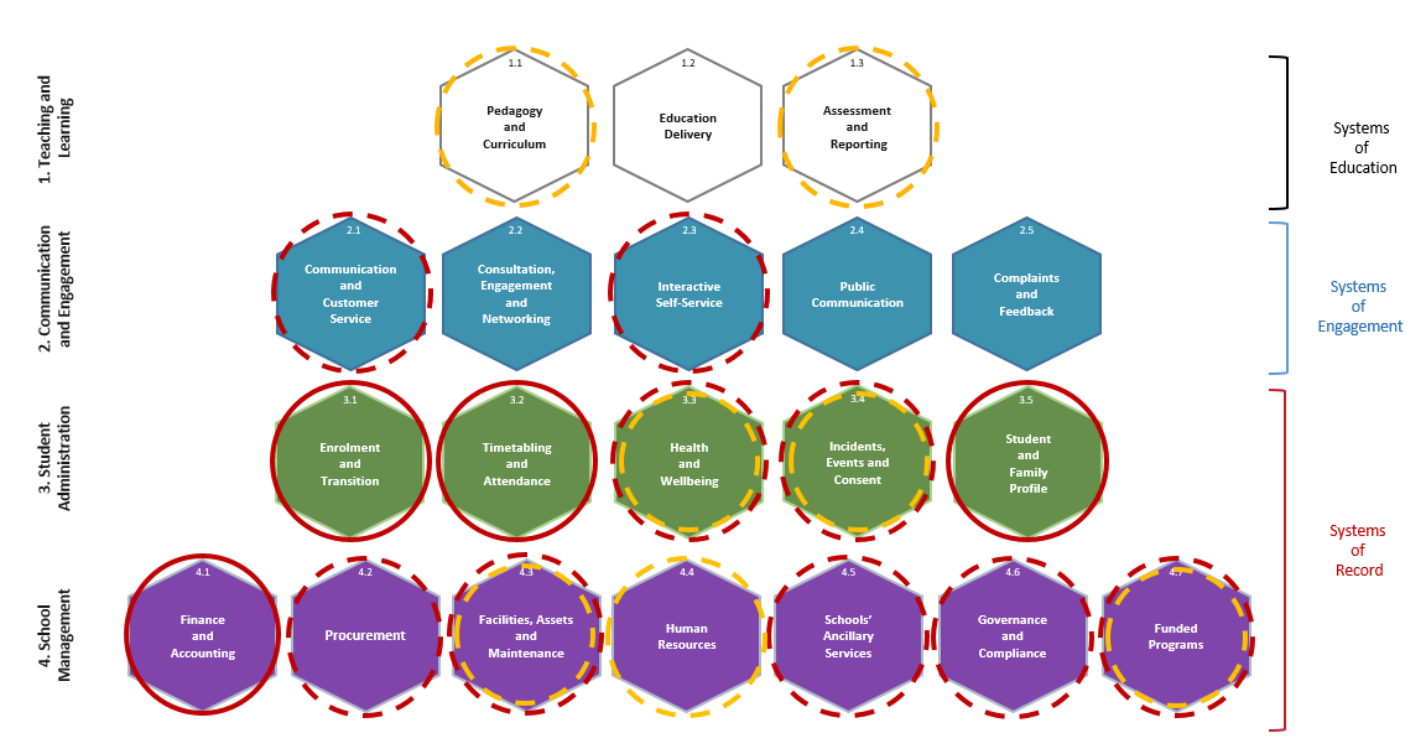 1. Teaching and
Learning
1.1
Pedagogy
and
Curriculum
1.2
Education
Delivery
1.3
Assessment
and
Reporting
Systems
of
Education
2. Communication
and Engagement
2.1
Communication
and
Customer
Service
2.2
Consultation,
Engagement
and
Networking
2.3
Interactive
Self-Service
2.4
Public
Communication
2.5
Complaints
and
Feedback
Systems
of
Engagement
3. Student
Administration
3.1
Enrolment
and
Transition
3.2
Timetabling
and
Attendance
3.3
Health
and
Wellbeing
3.4
Incidents,
Events and
Consent
3.5
Student
and
Family
Profile
Systems
of
Record
4. School
Management
4.1
Finance
and
Accounting
4.2
Procurement
4.3
Facilities, Assets
and
Maintenance
4.4
Human
Resources
4.5
Schools’
Ancillary
Services
4.6
Governance
and
Compliance
4.7
Funded
Programs